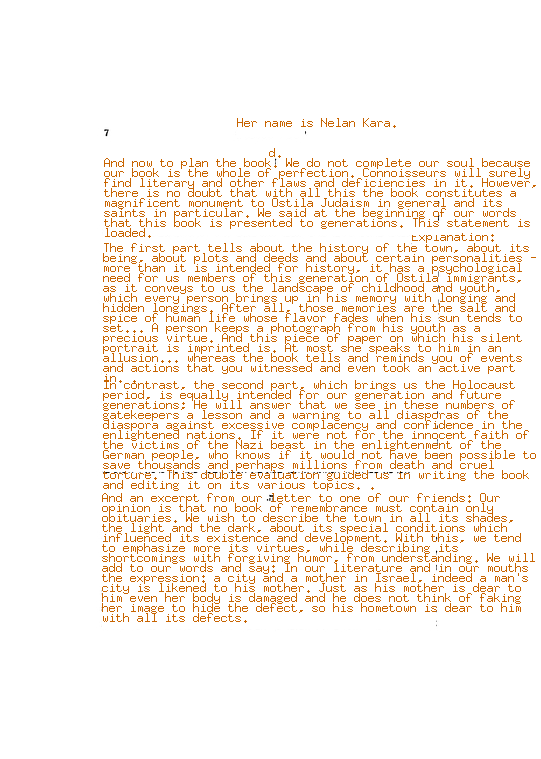 Her name is Nelan Kara.
7
d.
And now to plan the book! We do not complete our soul because
our book is the whole of perfection. Connoisseurs will surely
find literary and other flaws and deficiencies in it. However,
there is no doubt that with all this the book constitutes a
magnificent monument to Ostila Judaism in general and its
saints in particular. We said at the beginning of our words
that this book is presented to generations. This statement is
loaded.
Explanation:
The first part tells about the history of the town, about its
being, about plots and deeds and about certain personalities -
more than it is intended for history, it has a psychological
need for us members of this generation of Ostila immigrants,
as it conveys to us the landscape of childhood and youth,
which every person brings up in his memory with longing and
hidden longings. After all, those memories are the salt and
spice of human life whose flavor fades when his sun tends to
set... A person keeps a photograph from his youth as a
precious virtue. And this piece of paper on which his silent
portrait is imprinted is. At most she speaks to him in an
allusion... whereas the book tells and reminds you of events
and actions that you witnessed and even took an active part
in.
In contrast, the second part, which brings us the Holocaust
period, is equally intended for our generation and future
generations: He will answer that we see in these numbers of
gatekeepers a lesson and a warning to all diasporas of the
diaspora against excessive complacency and confidence in the
enlightened nations. If it were not for the innocent faith of
the victims of the Nazi beast in the enlightenment of the
German people, who knows if it would not have been possible to
save thousands and perhaps millions from death and cruel
torture. This double evaluation guided us in writing the book
and editing it on its various topics. .
And an excerpt from our letter to one of our friends: Our
opinion is that no book of remembrance must contain only
obituaries. We wish to describe the town in all its shades,
the light and the dark, about its special conditions which
influenced its existence and development. With this, we tend
to emphasize more its virtues, while describing its
shortcomings with forgiving humor, from understanding. We will
add to our words and say: In our literature and in our mouths
the expression: a city and a mother in Israel, indeed a man's
city is likened to his mother. Just as his mother is dear to
him even her body is damaged and he does not think of faking
her image to hide the defect, so his hometown is dear to him
with all its defects.